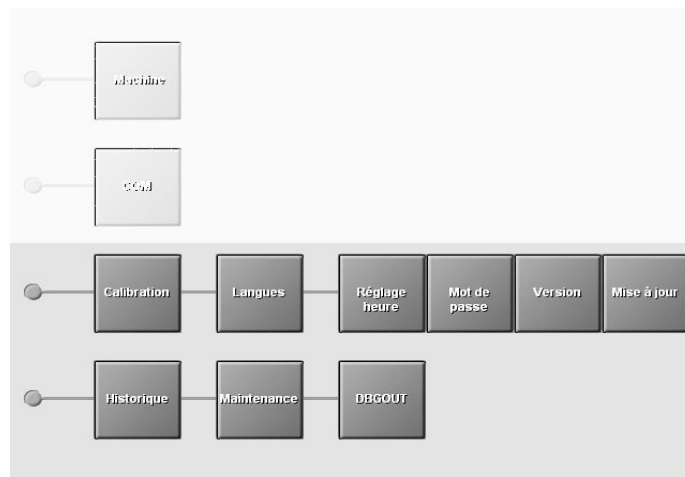 Machine
Calibration
Langues
Réglage
heure
Mot de
passe
Version
Mise à jour
Historique
Maintenance
DBGOUT